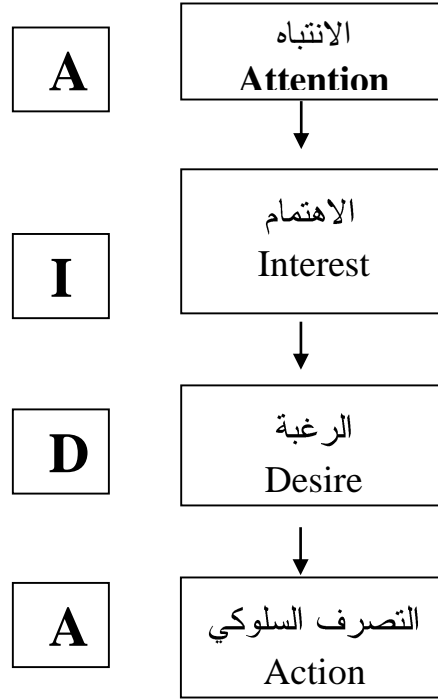 A
الانتباه
Attention
I
الاهتمام
Interest
D
الرغبة
Desire
A
التصرف السلوكي
Action